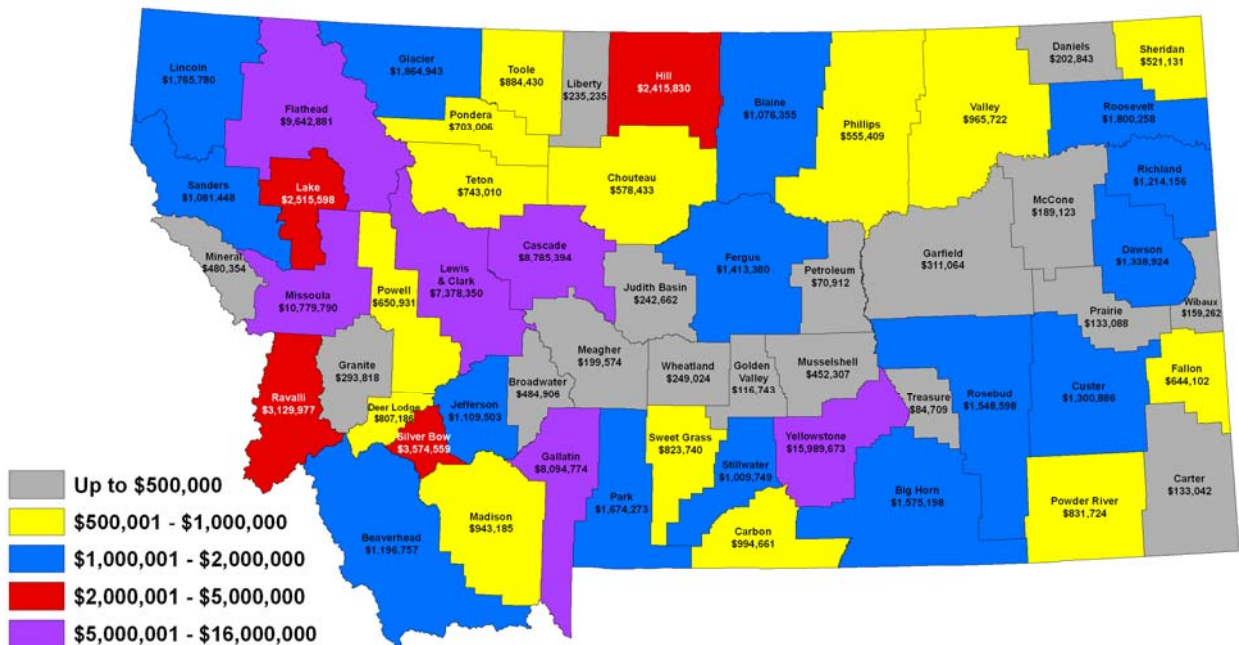 Lincoln
$1,765,780
Flathead
$9,642,881
Glacier
$1,864,943
Toole
$884,430
Liberty
$235,235
Hill
$2,415,830
Blaine
$1,076,355
Phillips
$555,409
Valley
$965,722
Daniels
$202,843
Sheridan
$521,131
Roosevelt
$1,800,258
Pondera
$703,006
Teton
$743,010
Chouteau
$578,433
Richland
$1,214,156
Sanders
$1,081,448
Lake
$2,515,598
McCone
$189,123
Garfield
$311,064
Dawson
$1,338,924
Mineral
$480,354
Missoula
$10,779,790
Powell
$650,931
Lewis
& Clark
$7,378,350
Cascade
$8,785,394
Judith Basin
$242,662
Fergus
$1,413,380
Petroleum
$70,912
Prairie
$133,088
Wibaux
$159,262
Ravalli
$3,129,977
Granite
$293,818
Deer Lodge
$807,186
Silver Bow
$3,574,559
Jefferson
$1,109,503
Broadwater
$484,906
Meagher
$199,574
Wheatland
$249,024
Golden
Valley
$116,743
Musselshell
$452,307
Treasure
$84,709
Rosebud
$1,548,598
Custer
$1,300,886
Fallon
$644,102
Beaverhead
$1,196,757
Madison
$943,185
Gallatin
$8,094,774
Park
$1,674,273
Sweet Grass
$823,740
Stillwater
$1,009,749
Yellowstone
$15,989,673
Carbon
$994,661
Big Horn
$1,575,198
Powder River
$831,724
Carter
$133,042
Up to $500,000
$500,001 - $1,000,000
$1,000,001 - $2,000,000
$2,000,001 - $5,000,000
$5,000,001 - $16,000,000